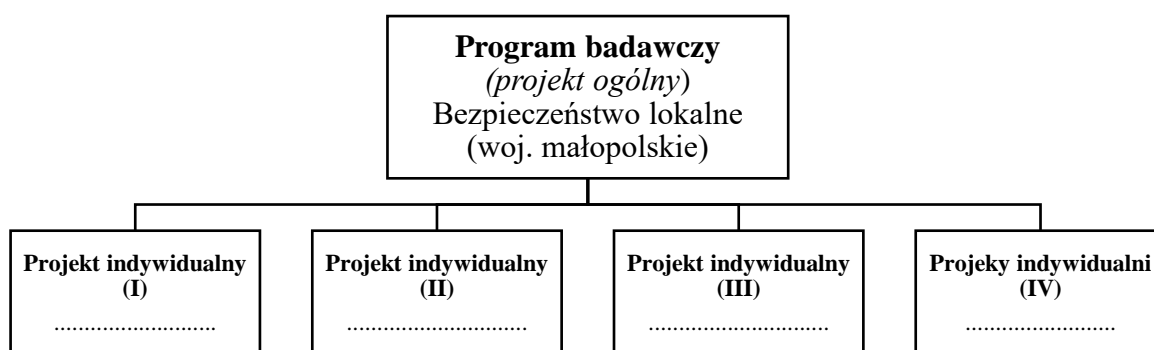 Program badawczy
(projekt ogólny)
Bezpieczeństwo lokalne
(woj. małopolskie)
Projekt indywidualny
(I)
...........................
Projekt indywidualny
(II)
..............................
Projekt indywidualny
(III)
..............................
Projeky indywidualni
(IV)
.........................